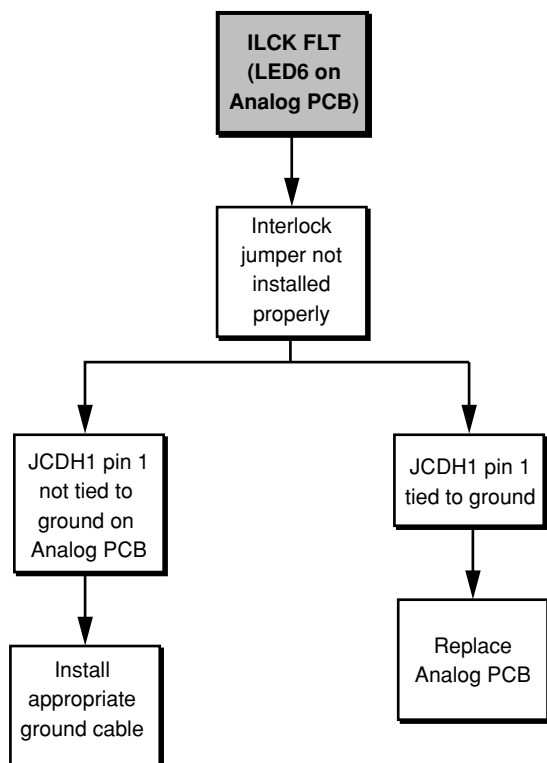 ILCK FLT
(LED6 on
Analog PCB)
Interlock
jumper not
installed
properly
JCDH1 pin 1
not tied to
ground on
Analog PCB
JCDH1 pin 1
tied to ground
Install
appropriate
ground cable
Replace
Analog PCB